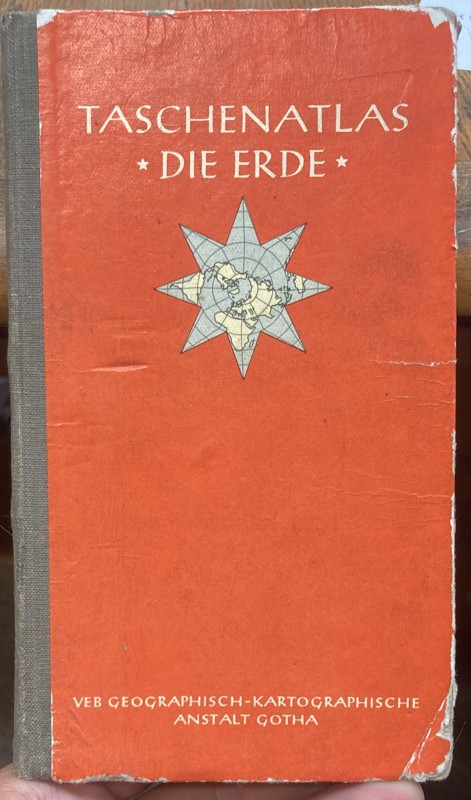 TASCHENATLAS
★ DIE ERDE ★
VEB GEOGRAPHISCH-KARTOGRAPHISCHE
ANSTALT GOTHA